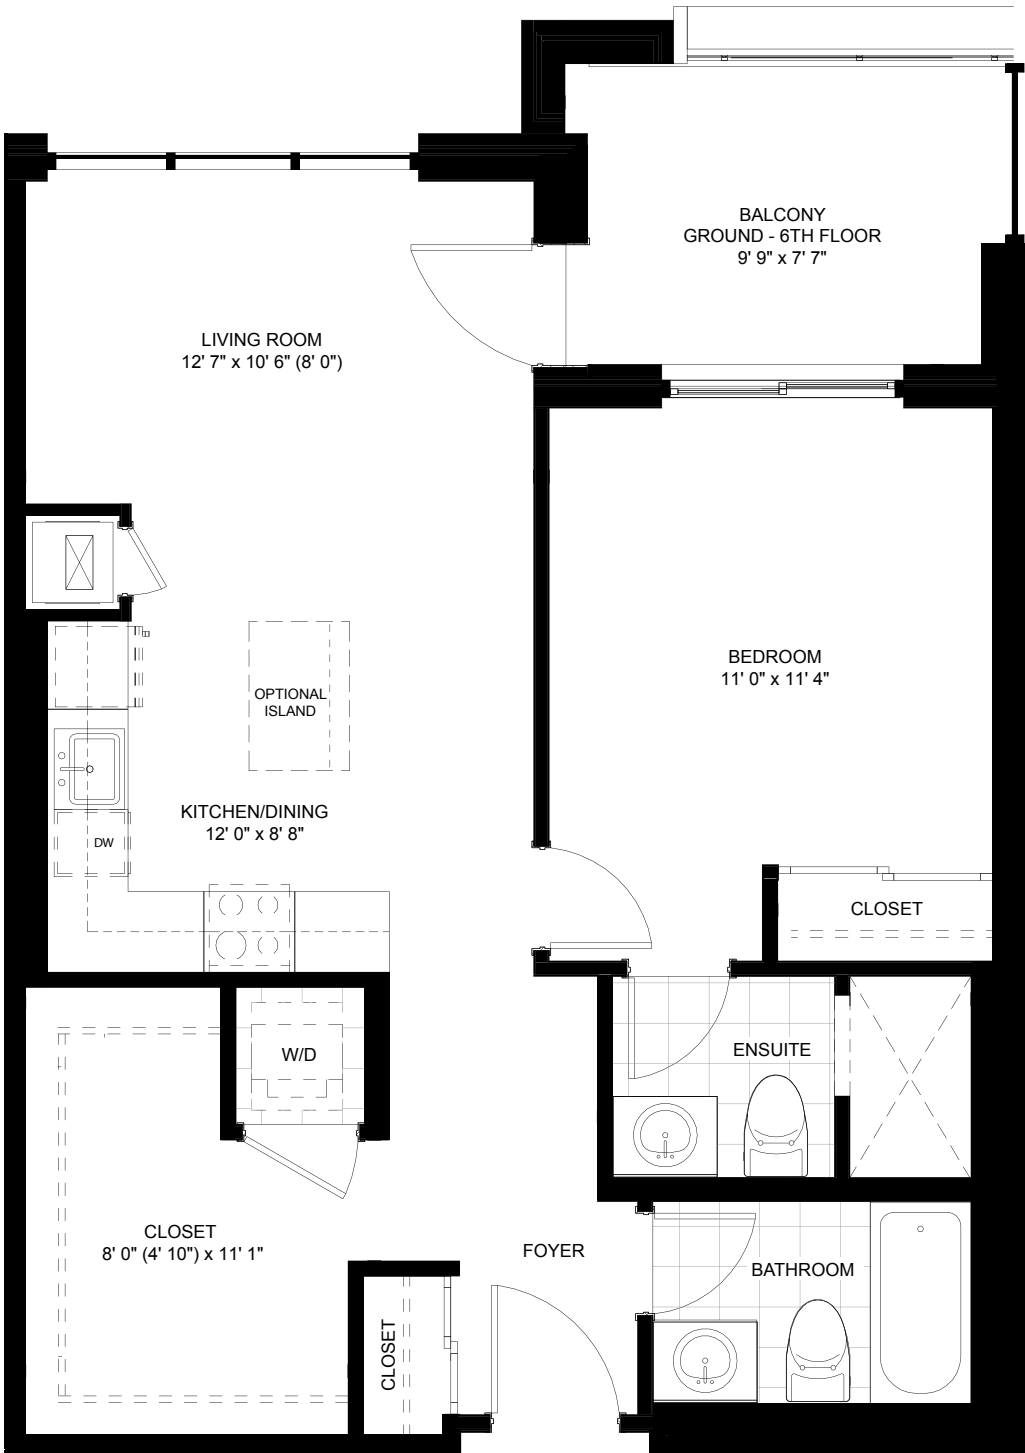 BALCONY
GROUND - 6TH FLOOR
9' 9" x 7' 7"
LIVING ROOM
12' 7" x 10' 6" (8' 0")
BEDROOM
11' 0" x 11' 4"
OPTIONAL
ISLAND
KITCHEN/DINING
12' 0" x 8' 8"
DW
CLOSET
W/D
ENSUITE
CLOSET
8' 0" (4' 10") x 11' 1"
FOYER
BATHROOM
CLOSET